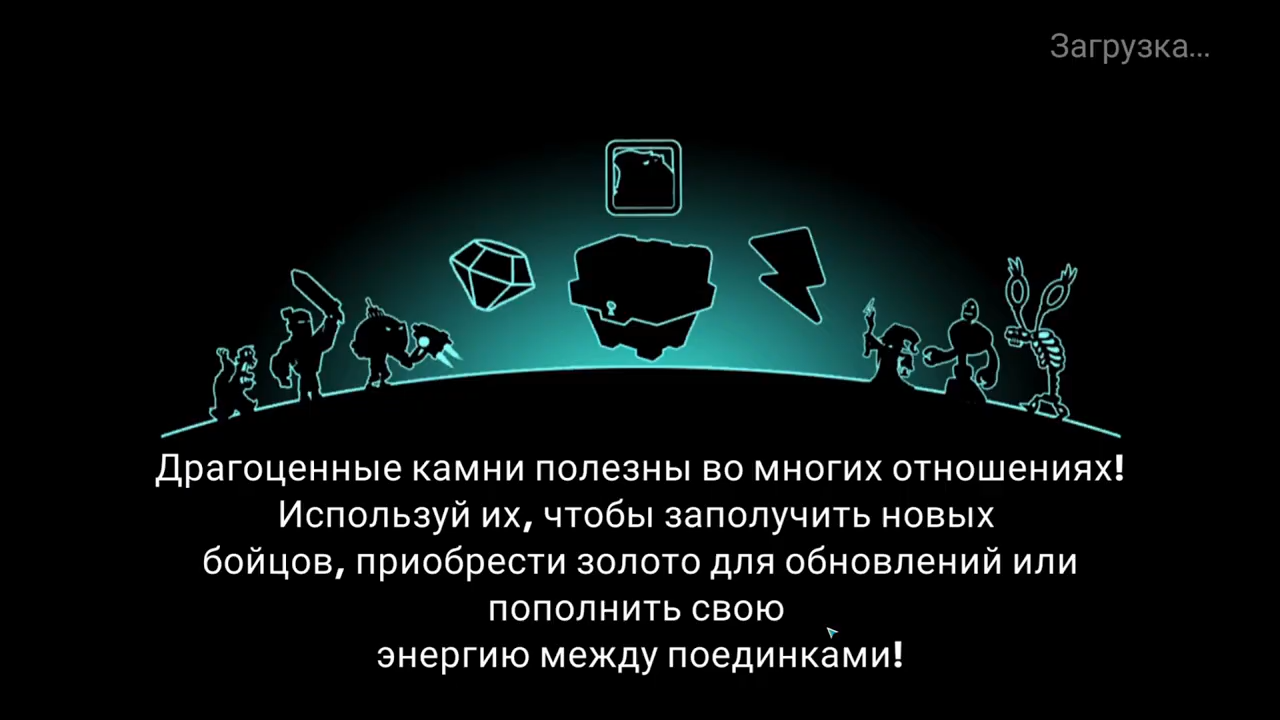 Загрузка...
Драгоценные камни полезны во многих отношениях!
Используй их, чтобы заполучить новых
бойцов, приобрести золото для обновлений или
пополнить свою
энергию между поединками!